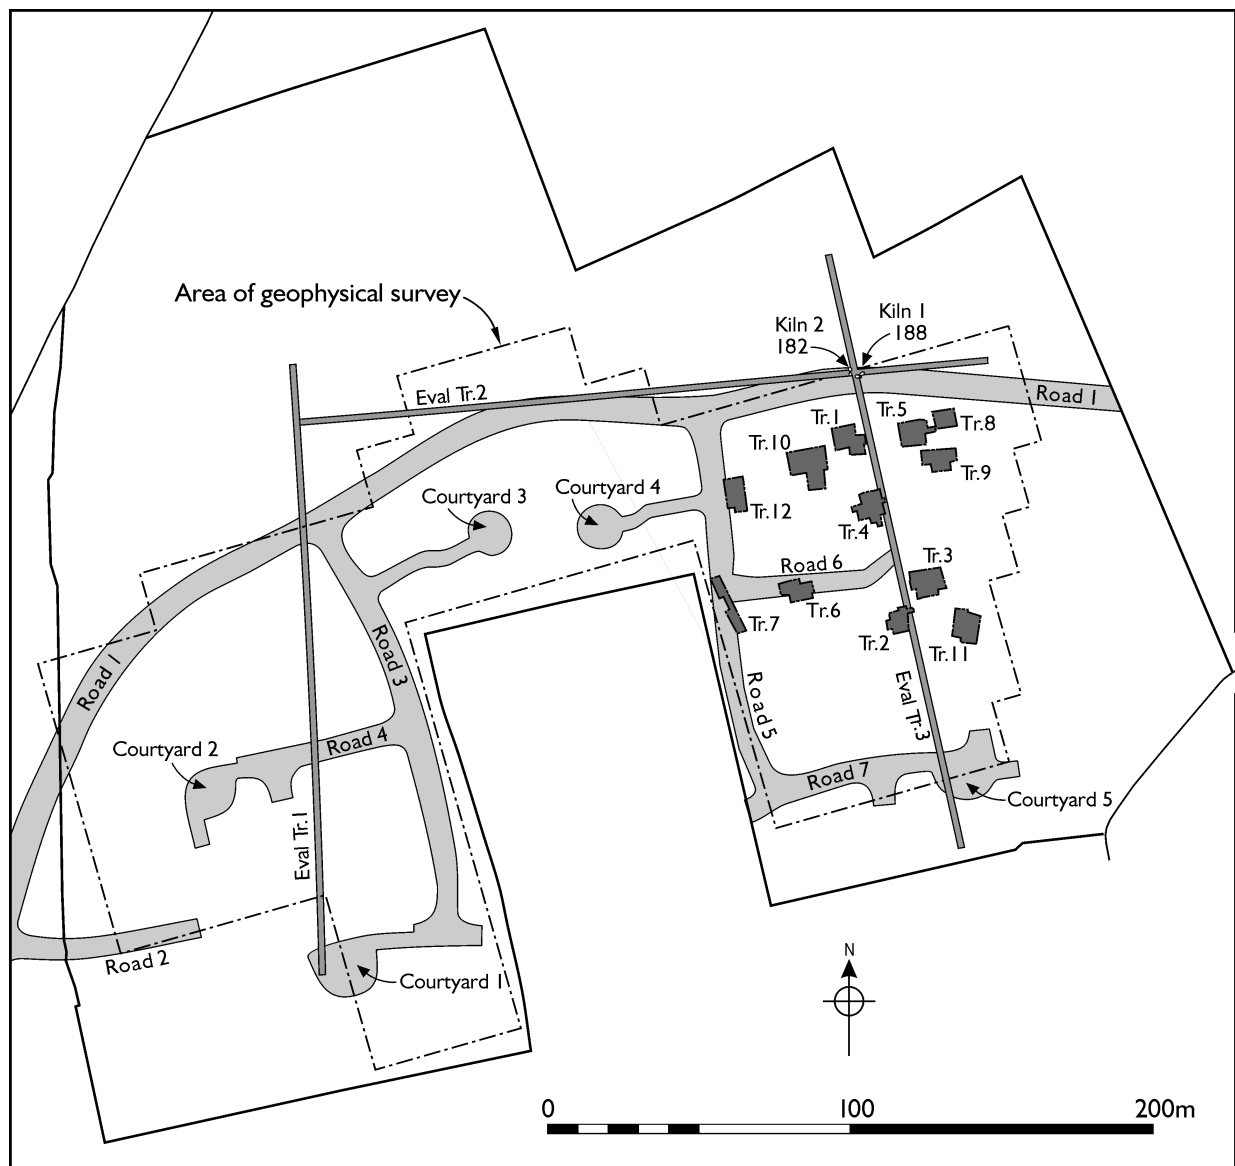 Area of geophysical survey
Kiln 2
182
Kiln 1
188
Eval Tr.2
Road 1
Tr.1
Tr.5
Tr.8
Tr.10
Tr.9
Courtyard 3
Courtyard 4
Tr.12
Tr.4
Road 6
Tr.3
Tr.6
Tr.7
Tr.2
Tr.11
Road 3
Road 1
Road 5
Eval Tr.3
Courtyard 2
Road 4
Road 7
Courtyard 5
Eval Tr.1
Road 2
Courtyard 1
N
0
100
200m